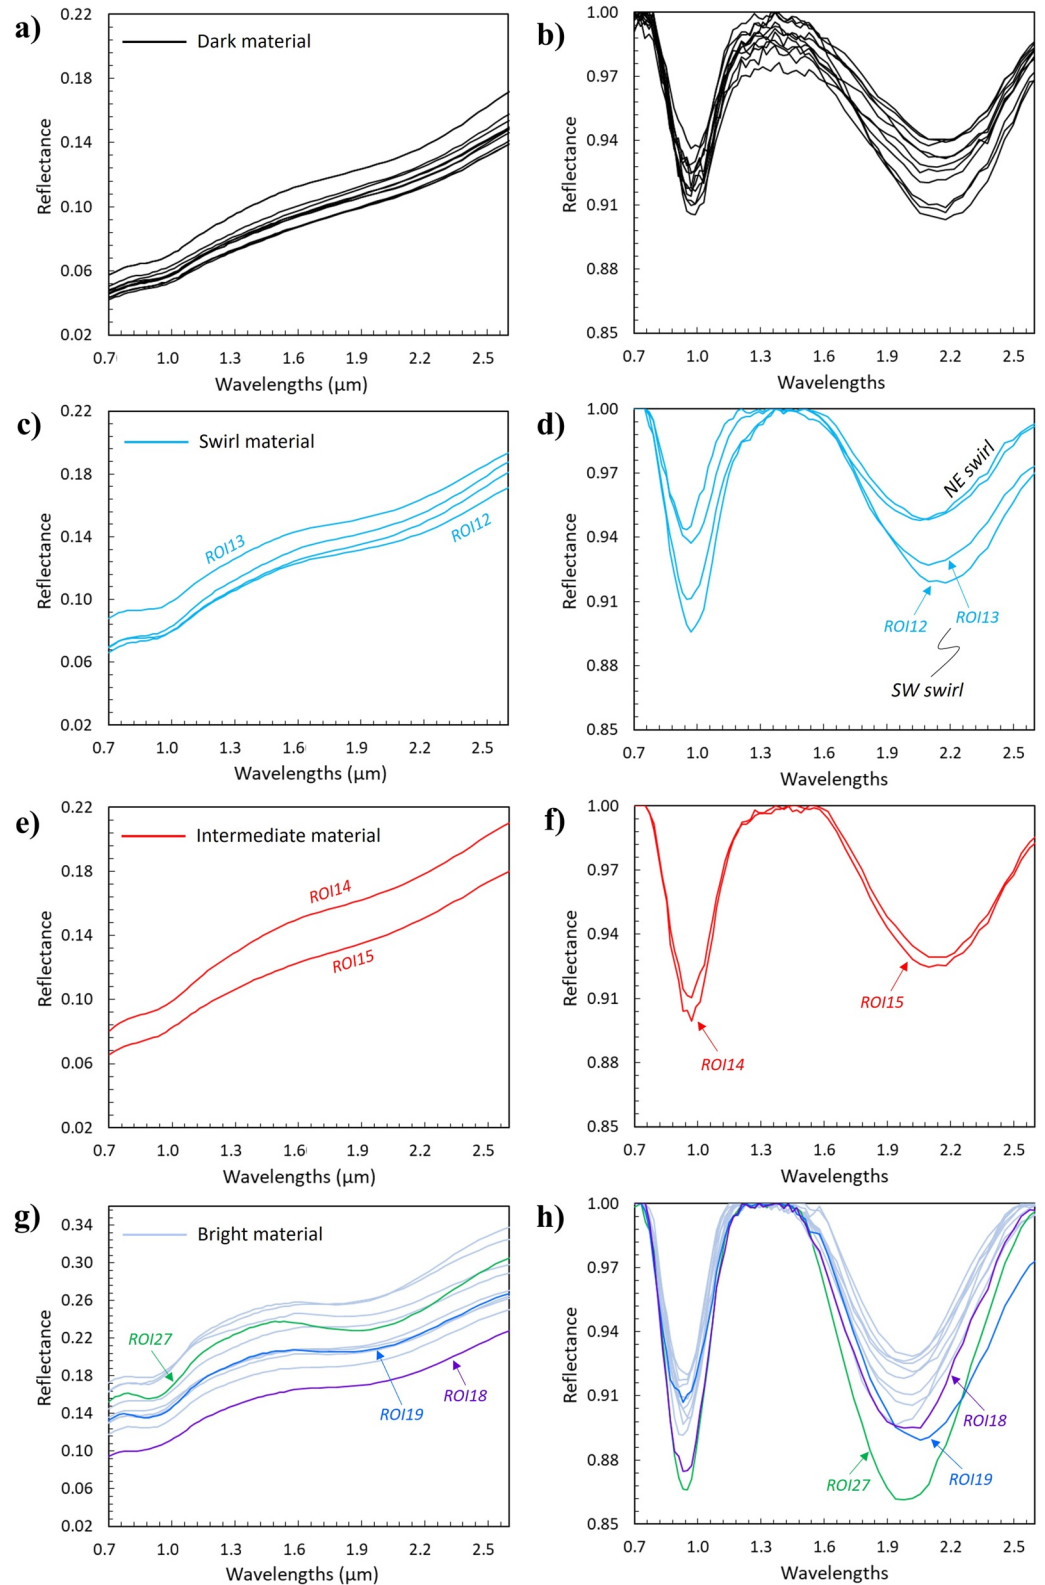 a)
0.22
0.18
0.14
0.10
0.06
0.02
Reflectance
Dark material
0.7
1.0
1.3
1.6
1.9
2.2
2.5
Wavelengths (μm)
b)
1.00
0.97
0.94
0.91
0.88
0.85
Reflectance
0.7
1.0
1.3
1.6
1.9
2.2
2.5
Wavelengths
c)
0.22
0.18
0.14
0.10
0.06
0.02
Reflectance
Swirl material
ROI13
ROI12
0.7
1.0
1.3
1.6
1.9
2.2
2.5
Wavelengths (μm)
d)
1.00
0.97
0.94
0.91
0.88
0.85
Reflectance
NE swirl
ROI12
ROI13
SW swirl
0.7
1.0
1.3
1.6
1.9
2.2
2.5
Wavelengths
e)
0.22
0.18
0.14
0.10
0.06
0.02
Reflectance
Intermediate material
ROI14
ROI15
0.7
1.0
1.3
1.6
1.9
2.2
2.5
Wavelengths (μm)
f)
1.00
0.97
0.94
0.91
0.88
0.85
Reflectance
ROI15
ROI14
0.7
1.0
1.3
1.6
1.9
2.2
2.5
Wavelengths
g)
0.34
0.30
0.26
0.22
0.18
0.14
0.10
0.06
0.02
Reflectance
Bright material
ROI27
ROI18
ROI19
0.7
1.0
1.3
1.6
1.9
2.2
2.5
Wavelengths (μm)
h)
1.00
0.97
0.94
0.91
0.88
0.85
Reflectance
ROI18
ROI19
ROI27
0.7
1.0
1.3
1.6
1.9
2.2
2.5
Wavelengths